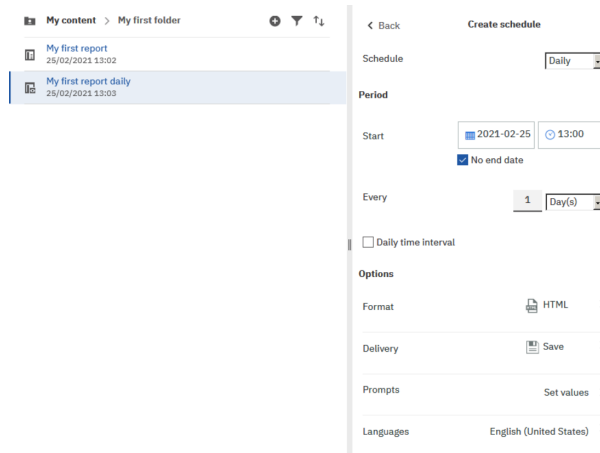 My content > My first folder
My first report
25/02/2021 13:02
My first report daily
25/02/2021 13:03
< Back
Create schedule
Schedule
Daily
Period
Start
2021-02-25
13:00
No end date
Every
1
Day(s)
Daily time interval
Options
Format
HTML
Delivery
Save
Prompts
Set values
Languages
English (United States)